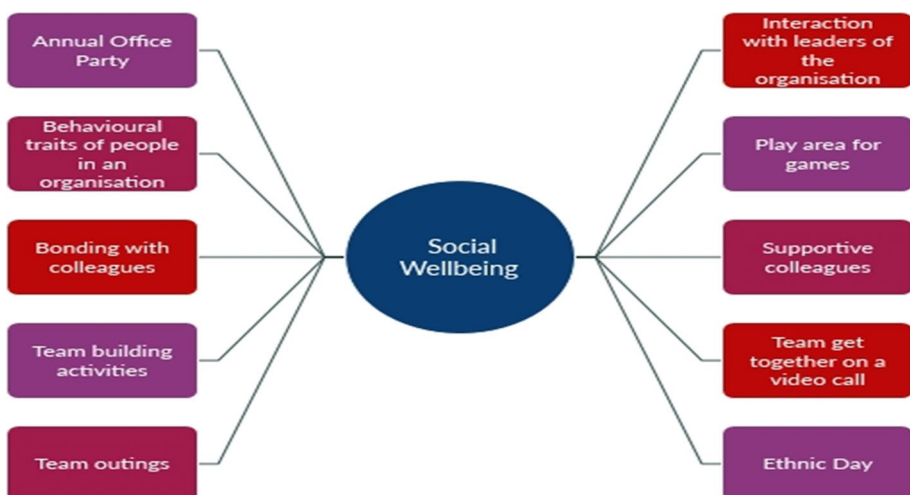 Annual Office
Party
Behavioural
traits of people
in an
organisation
Bonding with
colleagues
Team building
activities
Team outings
Social
Wellbeing
Interaction
with leaders of
the
organisation
Play area for
games
Supportive
colleagues
Team get
together on a
video call
Ethnic Day